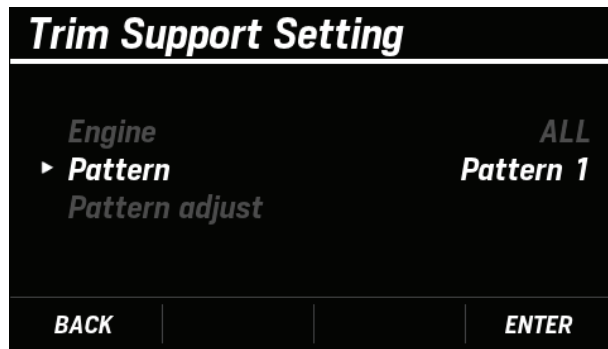 Trim Support Setting
Engine ALL
Pattern Pattern 1
Pattern adjust
BACK ENTER